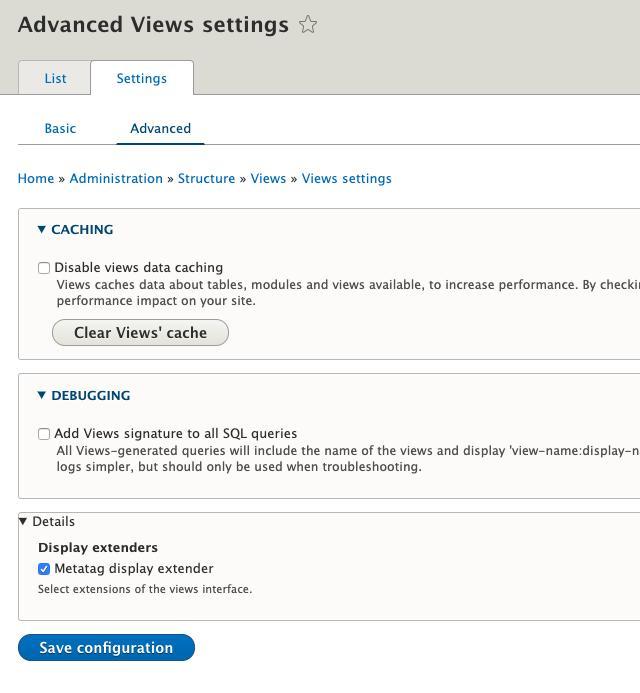 Advanced Views settings
List
Settings
Basic
Advanced
Home » Administration » Structure » Views » Views settings
CACHING
Disable views data caching
Views caches data about tables, modules and views available, to increase performance. By
performance impact on your site.
Clear Views' cache
DEBUGGING
Add Views signature to all SQL queries
All Views-generated queries will include the name of the views and display 'view-name:display-n
logs simpler, but should only be used when troubleshooting.
Details
Display extenders
Metatag display extender
Select extensions of the views interface.
Save configuration